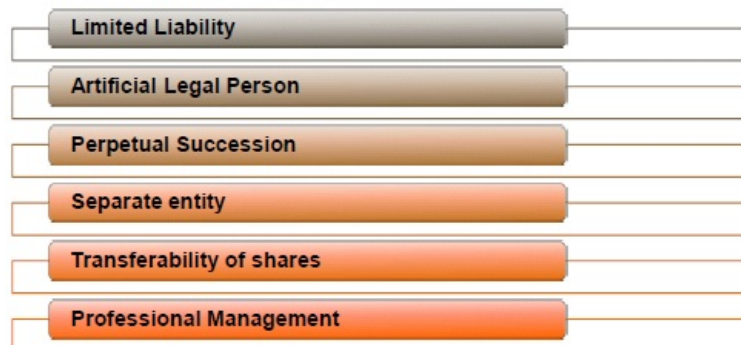 Limited Liability
Artificial Legal Person
Perpetual Succession
Separate entity
Transferability of shares
Professional Management